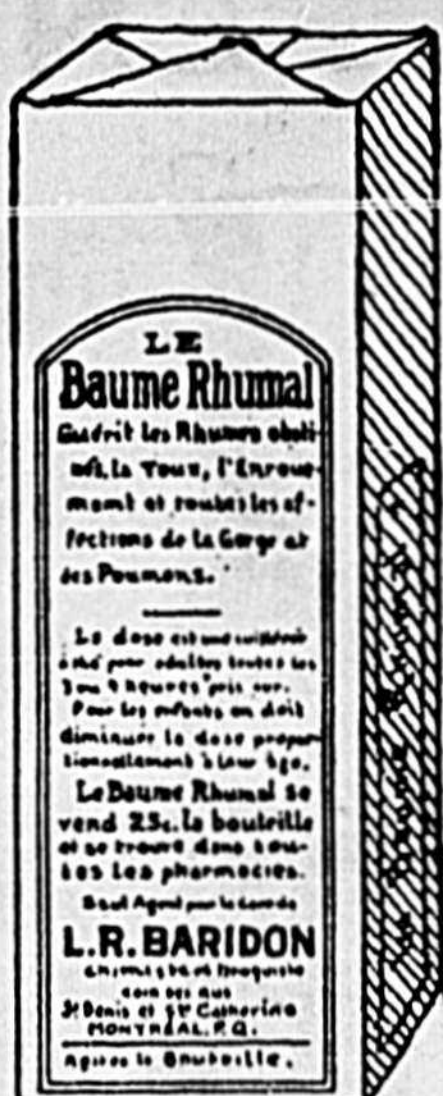 LE
Baume Rhumal
Guérit les Rhumes obsti-
nés, la Toux, l'Enroue-
ment et toutes les af-
fections de la Gorge et
des Poumons.
La dose est une cuillérée
à thé pour adultes toutes les
3 ou 4 heures pris pur.
Pour les enfants on doit
diminuer la dose propor-
tionnellement à leur âge.
Le Baume Rhumal se
vend 25c. la bouteille
et se trouve dans tou-
tes les pharmacies.
Seul Agent pour le Canada
L.R. BARIDON
Chimiste et Droguiste
coin des rues
St Denis et Ste Catherine
MONTREAL, P.Q.
Agitez la Bouteille.